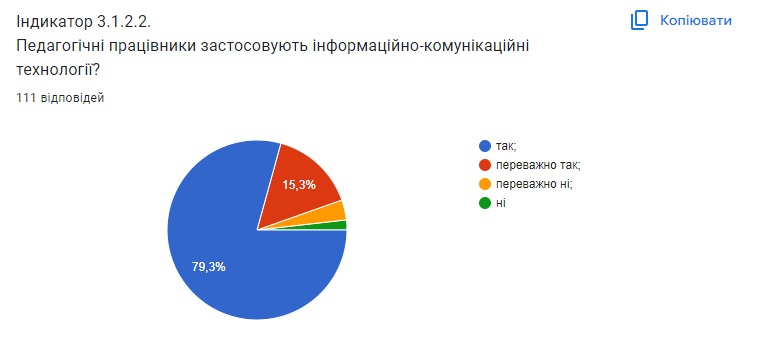 Індикатор 3.1.2.2.
Копіювати
Педагогічні працівники застосовують інформаційно-комунікаційні
технології?
111 відповідей
так;
переважно так;
переважно ні;
ні
15,3%
79,3%